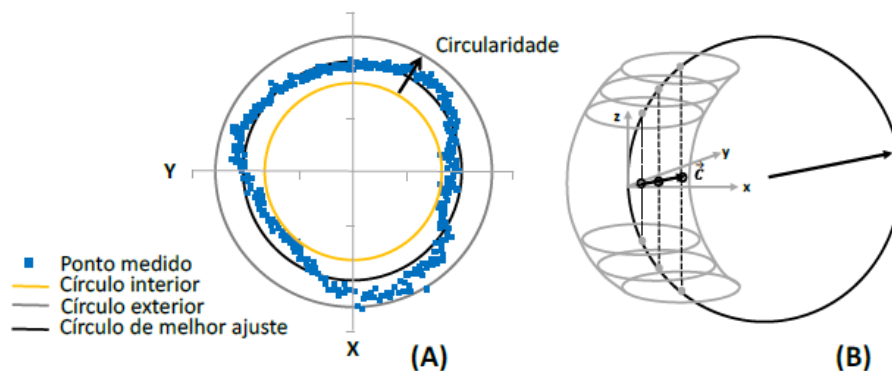 Circularidade
Y
X
Ponto medido
Círculo interior
Círculo exterior
Círculo de melhor ajuste
(A)
z
y
x
C⃗
(B)